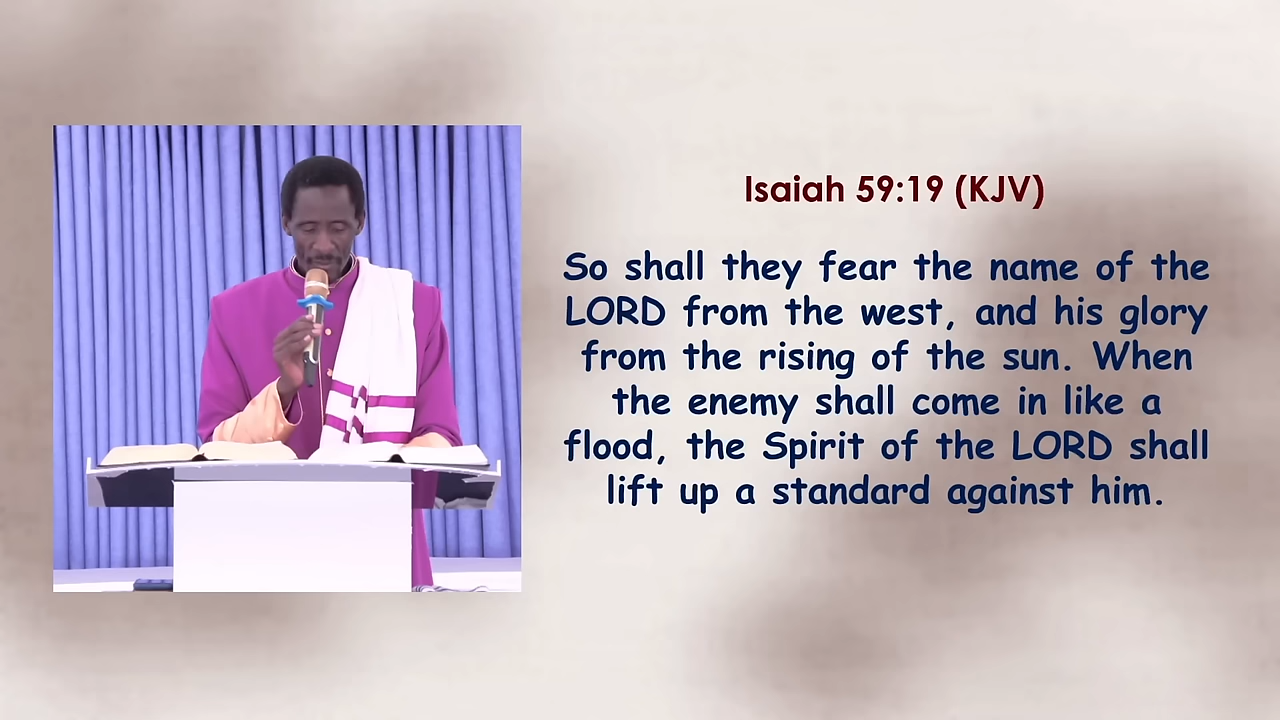 Isaiah 59:19 (KJV)
So shall they fear the name of the
LORD from the west, and his glory
from the rising of the sun. When
the enemy shall come in like a
flood, the Spirit of the LORD shall
lift up a standard against him.